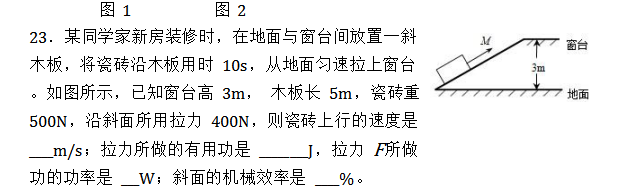 图 1 图 2
23．某同学家新房装修时，在地面与窗台间放置一斜
木板，将瓷砖沿木板用时 10s，从地面匀速拉上窗台
。如图所示，已知窗台高 3m， 木板长 5m，瓷砖重
500N，沿斜面所用拉力 400N，则瓷砖上行的速度是
___m/s；拉力所做的有用功是 ______J，拉力 F所做
功的功率是 __W；斜面的机械效率是 ___%。
M
窗台
3m
地面